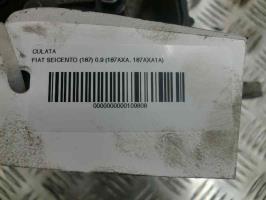 CULATA
FIAT SEICENTO (187) 0.9 (187AXA, 187AXA1A)
0000000000100808